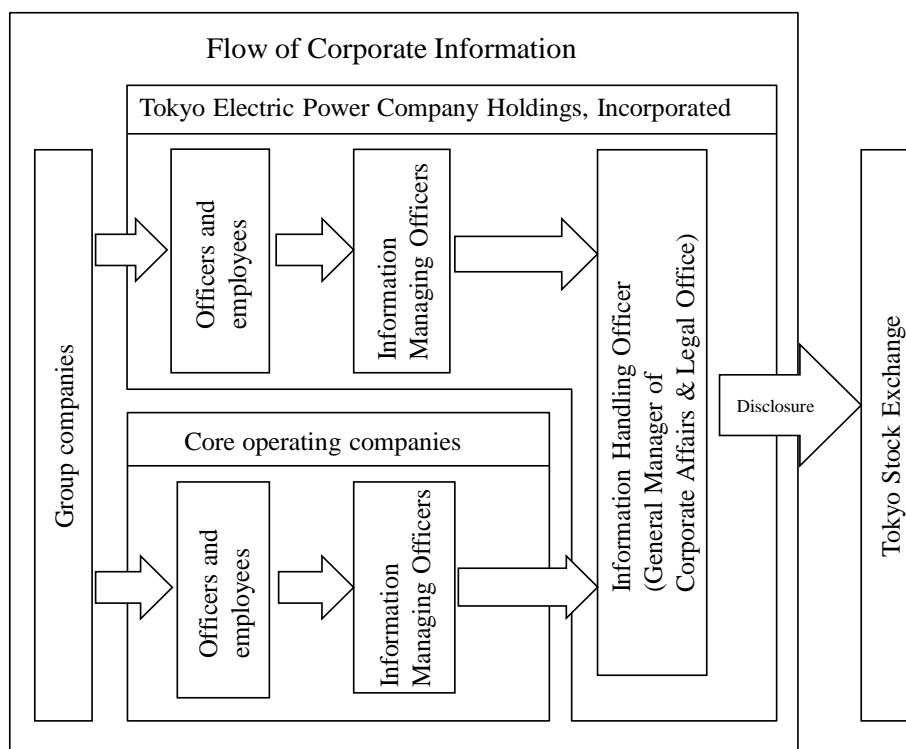 Flow of Corporate Information
Tokyo Electric Power Company Holdings, Incorporated
Group companies
Officers and
employees
Information
Managing Officers
Information Handling Officer
(General Manager of
Corporate Affairs & Legal Office)
Disclosure
Tokyo Stock Exchange
Core operating companies
Officers and
employees
Information
Managing Officers